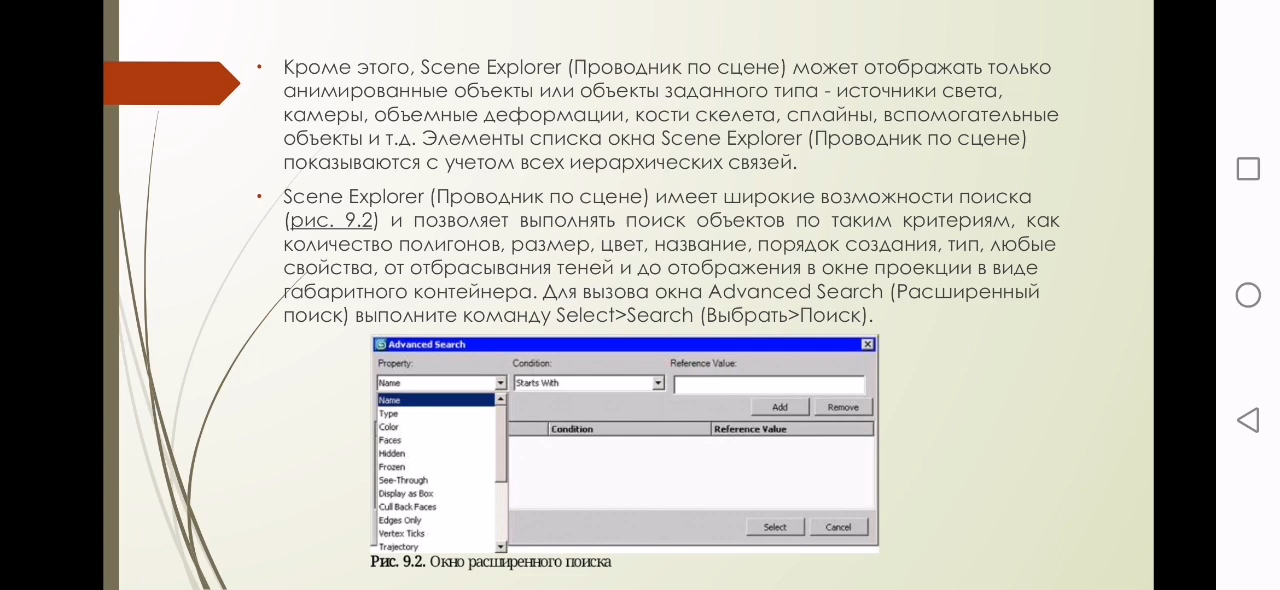 • Кроме этого, Scene Explorer (Проводник по сцене) может отображать только
анимированные объекты или объекты заданного типа - источники света,
камеры, объемные деформации, кости скелета, сплайны, вспомогательные
объекты и т.д. Элементы списка окна Scene Explorer (Проводник по сцене)
показываются с учетом всех иерархических связей.
• Scene Explorer (Проводник по сцене) имеет широкие возможности поиска
(рис. 9.2) и позволяет выполнять поиск объектов по таким критериям, как
количество полигонов, размер, цвет, название, порядок создания, тип, любые
свойства, от отбрасывания теней и до отображения в окне проекции в виде
габаритного контейнера. Для вызова окна Advanced Search (Расширенный
поиск) выполните команду Select>Search (Выбрать>Поиск).
Advanced Search
Property: Condition: Reference Value:
Name Starts With
Name
Add Remove
Type
Color
Condition Reference Value
Faces
Hidden
Frozen
See-Through
Display as Box
Cull Back Faces
Edges Only
Select Cancel
Vertex Ticks
Trajectory
Рис. 9.2. Окно расширенного поиска